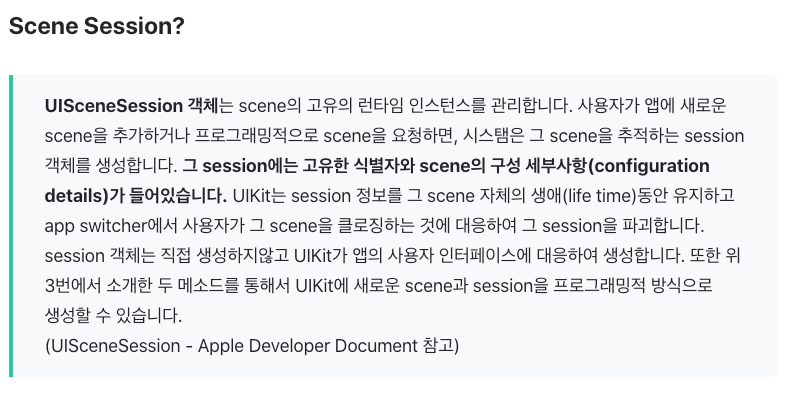 Scene Session?
UISceneSession 객체는 scene의 고유의 런타임 인스턴스를 관리합니다. 사용자가 앱에 새로운
scene을 추가하거나 프로그래밍적으로 scene을 요청하면, 시스탬은 그 scene을 추적하는 session
객체를 생성합니다. 그 session에는 고유한 식별자와 scene의 구성 세부사항(configuration
details)가 들어있습니다. UIKit는 session 정보를 그 scene 자체의 생애(life time)동안 유지하고
app switcher에서 사용자가 그 scene을 클로징하는 것에 대응하여 그 session을 파괴합니다.
session 객체는 직접 생성하지않고 UIKit가 앱의 사용자 인터페이스에 대응하여 생성합니다. 또한 위
3번에서 소개한 두 메소드를 통해서 UIKit에 새로운 scene과 session을 프로그래밍적 방식으로
생성할 수 있습니다.
(UISceneSession - Apple Developer Document 참고)